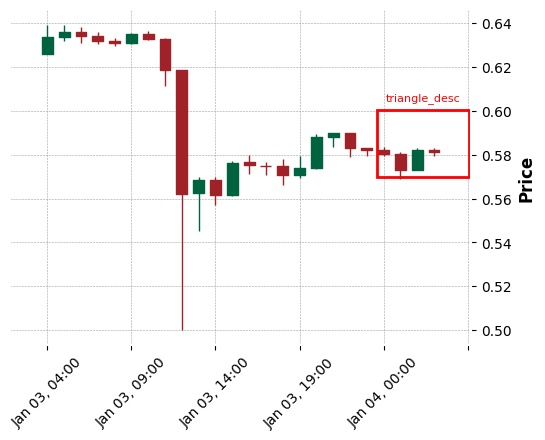 triangle_desc
0.64
0.62
0.60
0.58
0.56
0.54
0.52
0.50
Price
Jan 03, 04:00
Jan 03, 09:00
Jan 03, 14:00
Jan 03, 19:00
Jan 04, 00:00